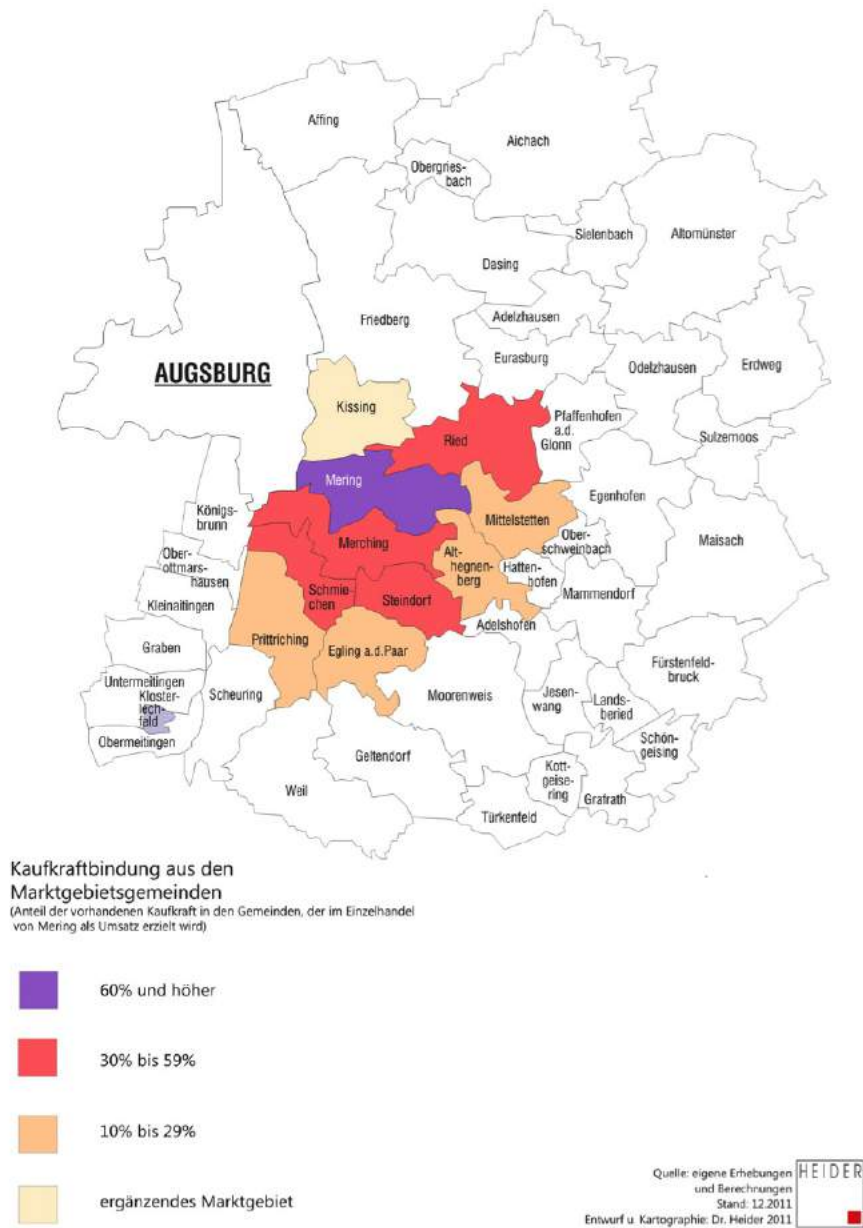 Affing
Aichach
Obergries-
bach
Sielenbach
Altomünster
Dasing
Friedberg
Adelzhausen
Eurasburg
Odelzhausen
Erdweg
AUGSBURG
Kissing
Pfaffenhofen
a.d.
Glonn
Sulzemoos
Ried
Mering
Egenhofen
Königs-
brunn
Mittelstetten
Maisach
Ober-
schweinbach
Merching
Ober-
ottmars-
hausen
Alt-
hegnen-
berg
Hatten-
hofen
Mammendorf
Kleinaitingen
Schmie-
chen
Steindorf
Adelshofen
Graben
Prittriching
Egling a.d.Paar
Fürstenfeld-
bruck
Untermeitingen
Kloster-
lech-
feld
Scheuring
Moorenweis
Jesen-
wang
Lands-
beried
Obermeitingen
Schön-
geising
Geltendorf
Kott-
geise-
ring
Weil
Grafrath
Türkenfeld
Kaufkraftbindung aus den
Marktgebietsgemeinden
(Anteil der vorhandenen Kaufkraft in den Gemeinden, der im Einzelhandel
von Mering als Umsatz erzielt wird)
60% und höher
30% bis 59%
10% bis 29%
ergänzendes Marktgebiet
Quelle: eigene Erhebungen
und Berechnungen
Stand: 12.2011
Entwurf u. Kartographie: Dr. Heider 2011
HEIDER